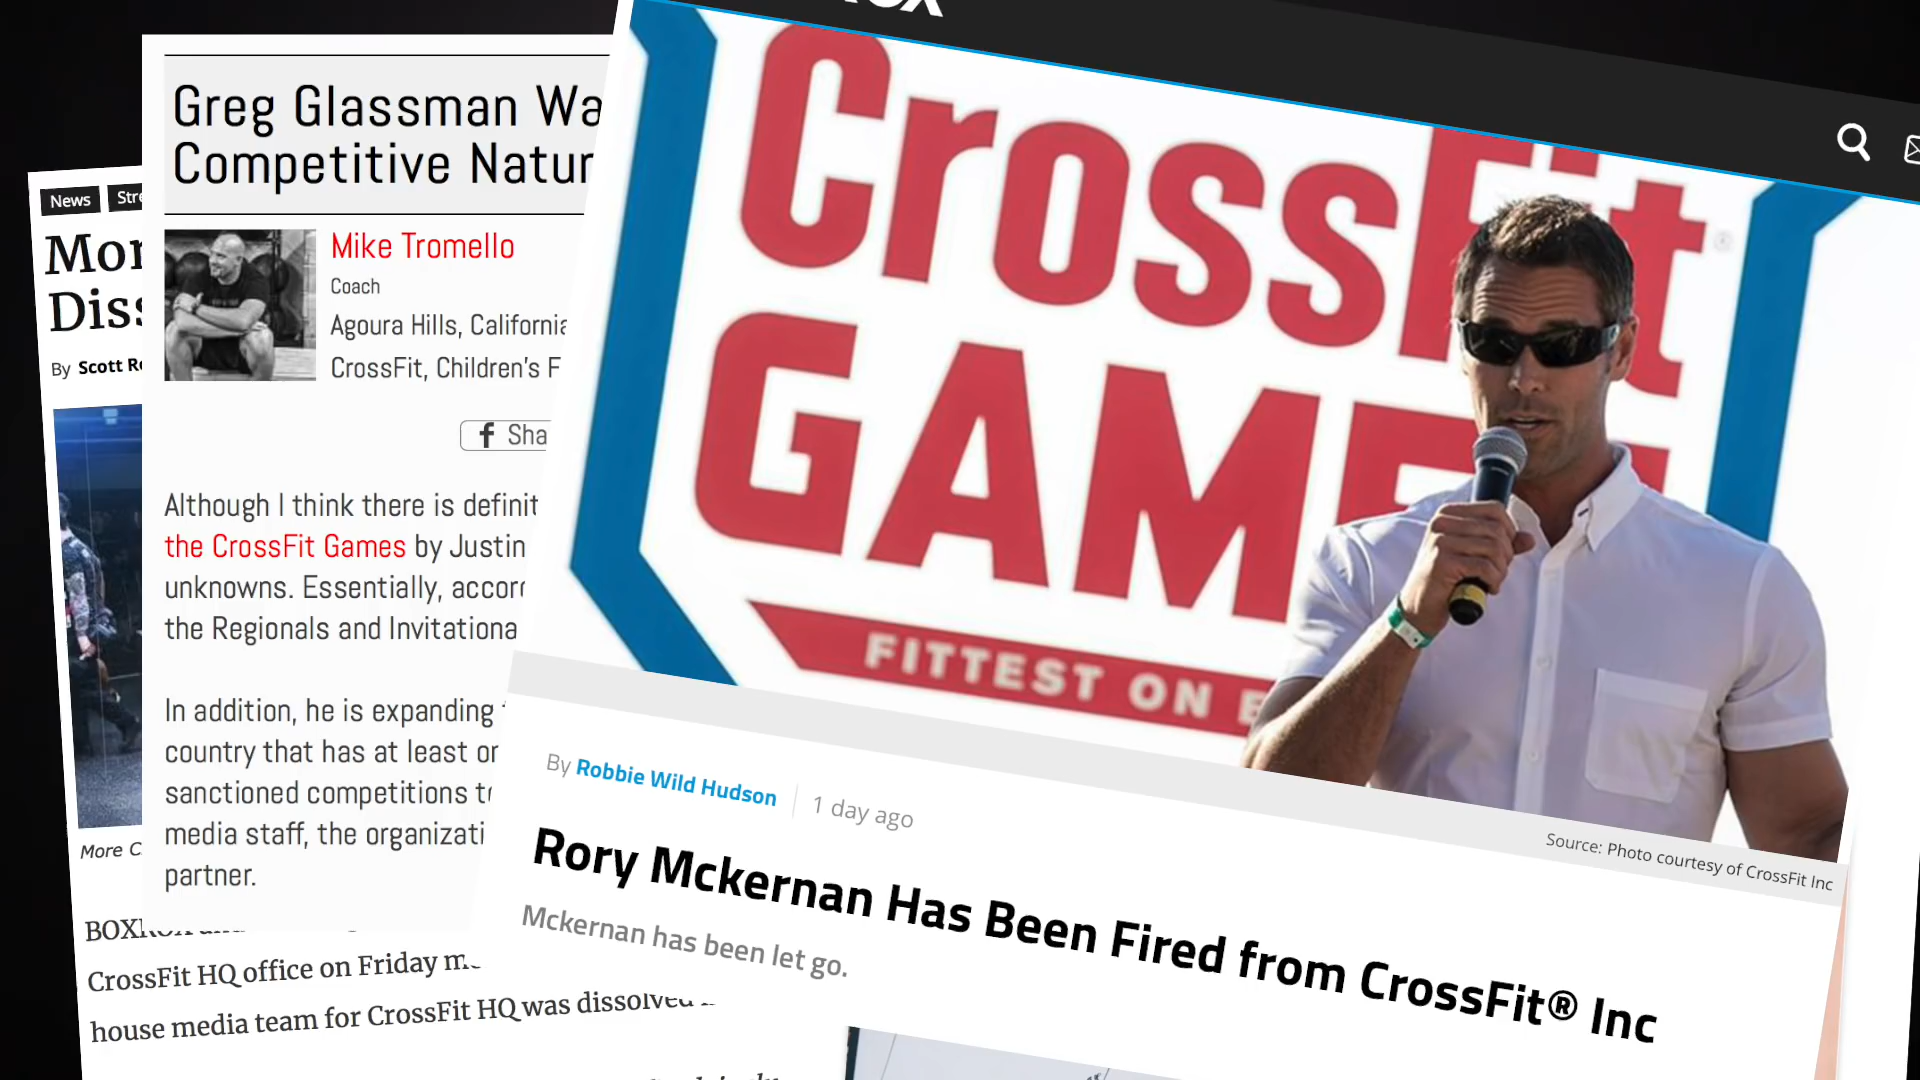 Greg Glassman Wa
Competitive Natur
Mike Tromello
Coach
Agoura Hills, California
CrossFit, Children's F
Sha
Although I think there is definit
the CrossFit Games by Justin
unknowns. Essentially, accor
the Regionals and Invitationa
In addition, he is expanding
country that has at least or
sanctioned competitions to
media staff, the organizati
partner.
News
Stre
Mor
Diss
By Scott R
More C
CrossFit HQ office on Friday
house media team for CrossFit HQ was dissolved
CrossFit
GAMES
FITTEST ON E
Source: Photo courtesy of CrossFit Inc
By Robbie Wild Hudson
1 day ago
Rory Mckernan Has Been Fired from CrossFit® Inc
Mckernan has been let go.